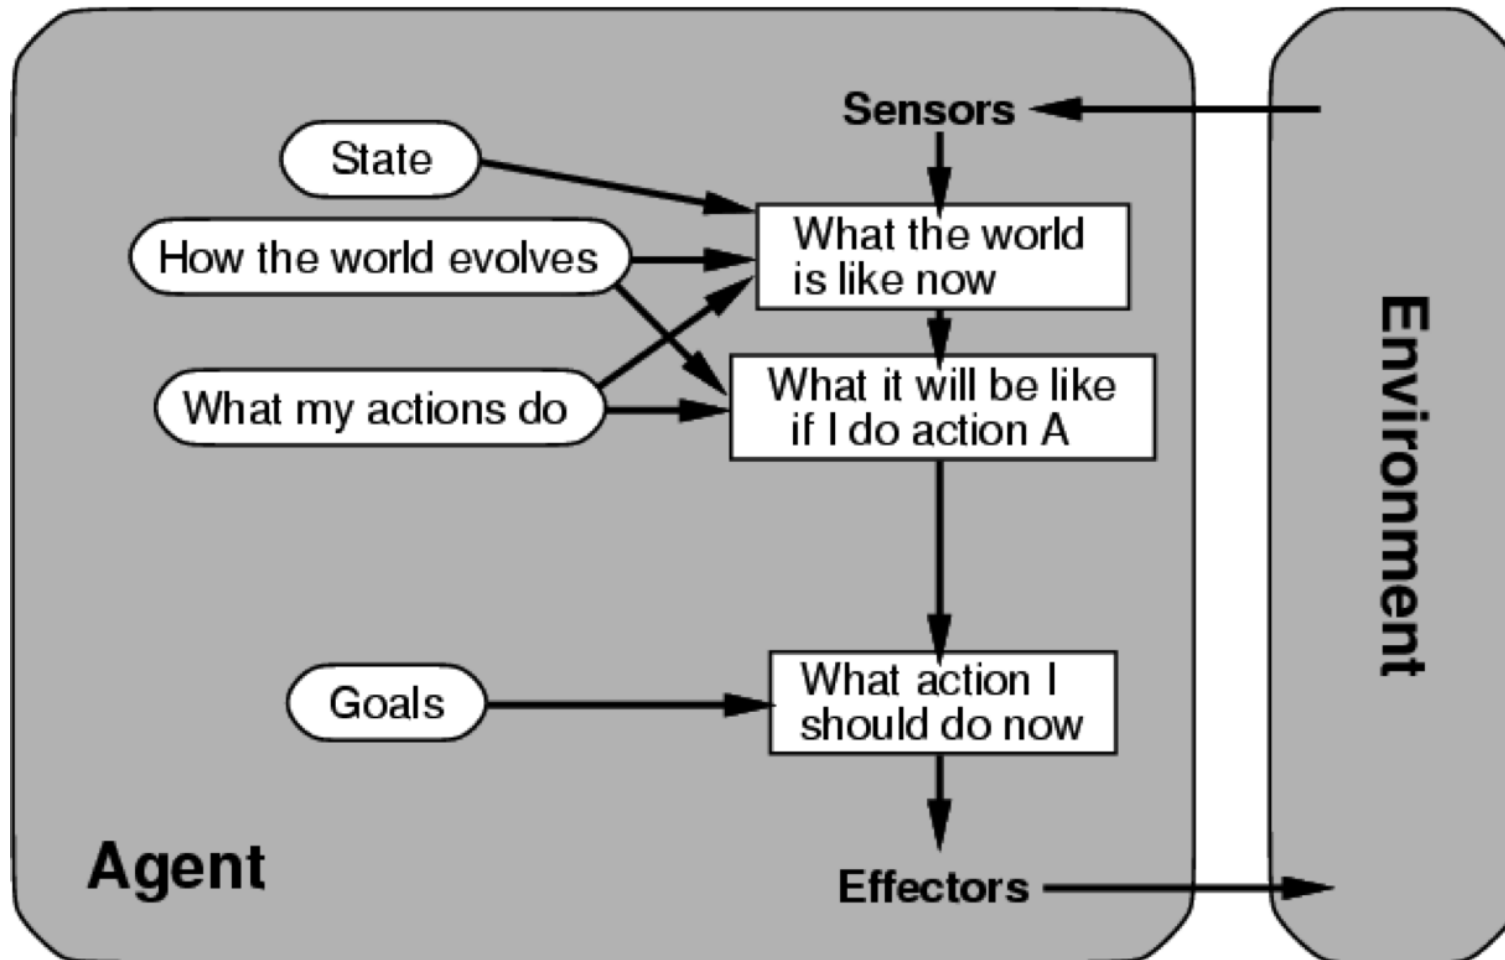 Sensors
State
What the world
is like now
How the world evolves
What it will be like
if I do action A
What my actions do
Environment
What action I
should do now
Goals
Agent
Effectors